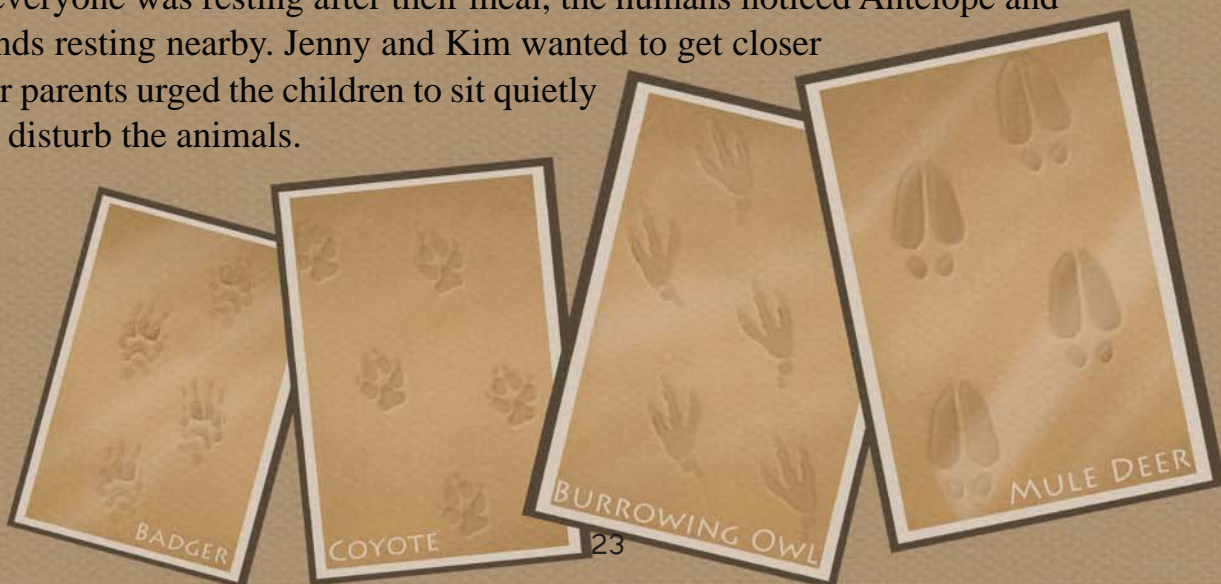 everyone was resting after their meal, the humans noticed Antelope and
nds resting nearby. Jenny and Kim wanted to get closer
r parents urged the children to sit quietly
disturb the animals.
BADGER
COYOTE
BURROWING OWL
MULE DEER
23